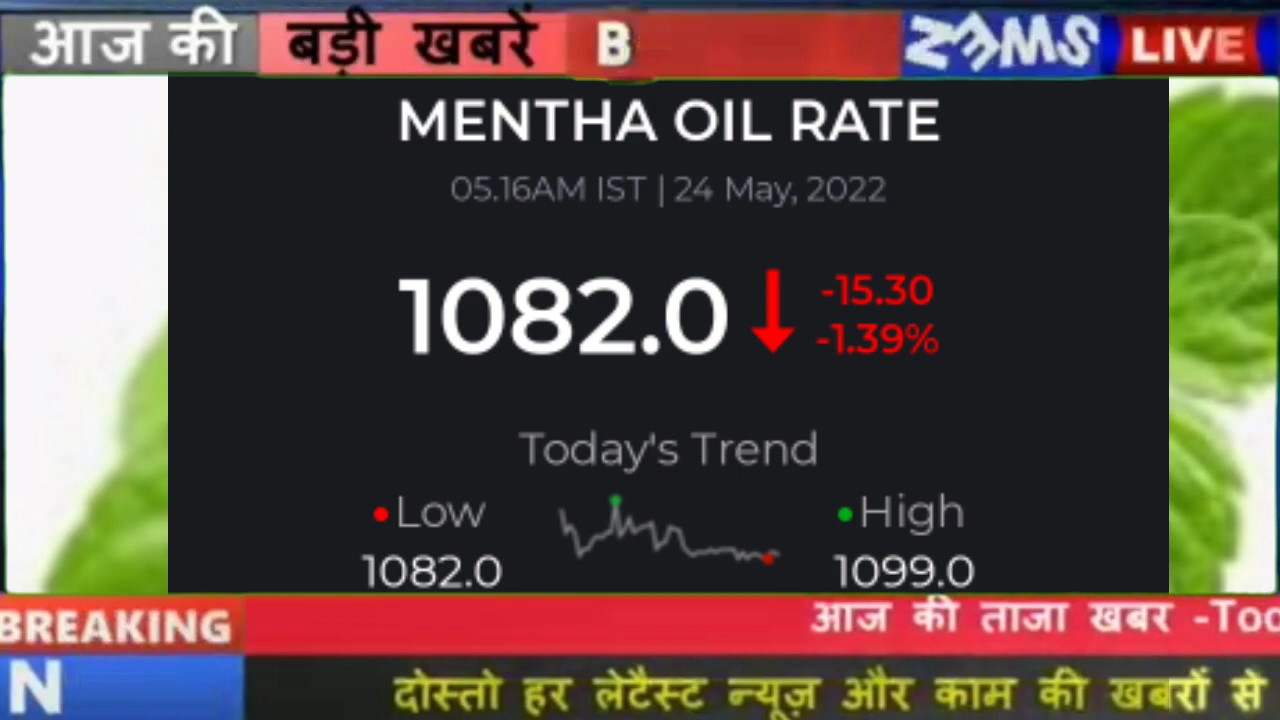 आज की बड़ी खबरें B NEWS LIVE
MENTHA OIL RATE
05.16AM IST | 24 May, 2022
1082.0
-15.30
-1.39%
Today's Trend
Low
1082.0
High
1099.0
BREAKING
आज की ताजा खबर -Too
N
दोस्तो हर लेटैस्ट न्यूज़ और काम की खबरों से